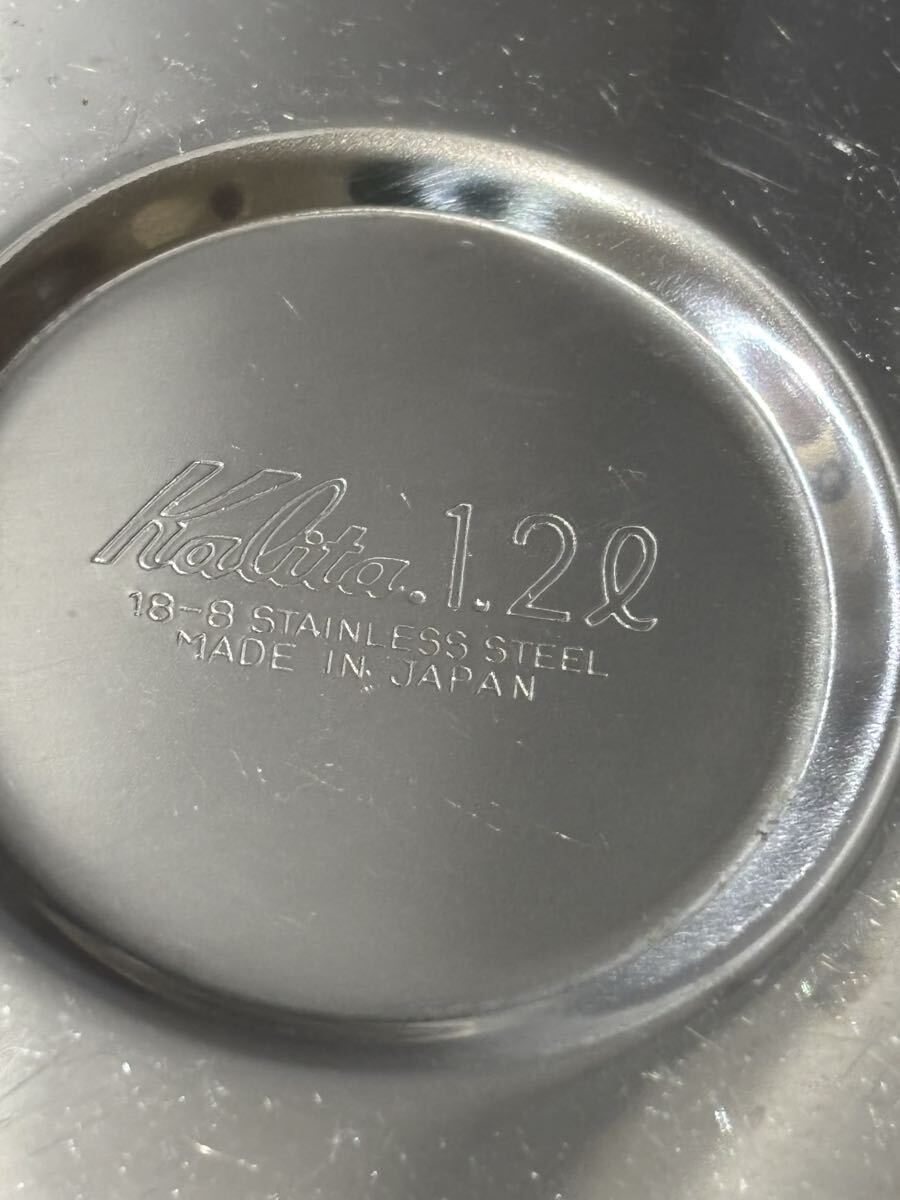 Kalita. 1.2ℓ
18-8 STAINLESS STEEL
MADE IN JAPAN